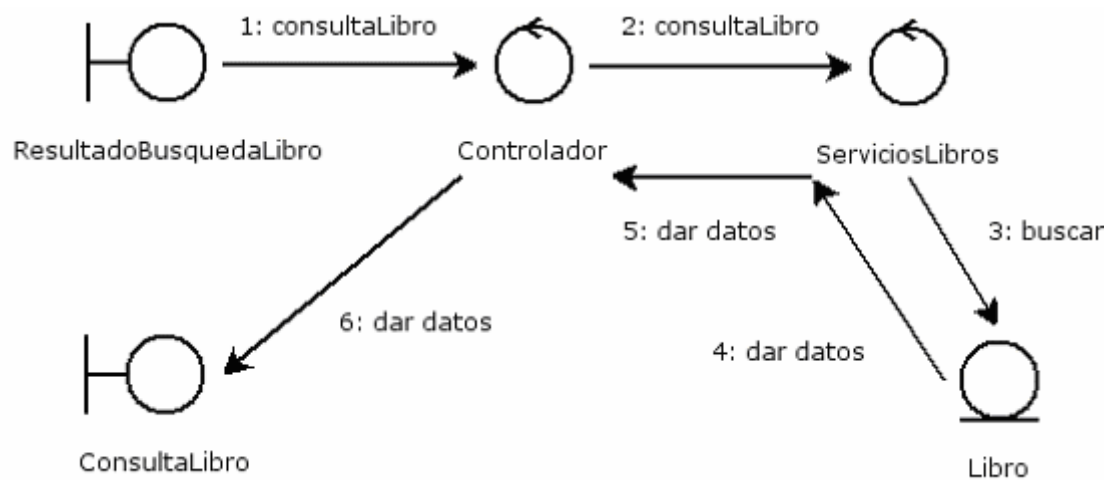 1: consultaLibro
2: consultaLibro
ResultadoBusquedaLibro
Controlador
ServiciosLibros
5: dar datos
3: buscar
6: dar datos
4: dar datos
ConsultaLibro
Libro